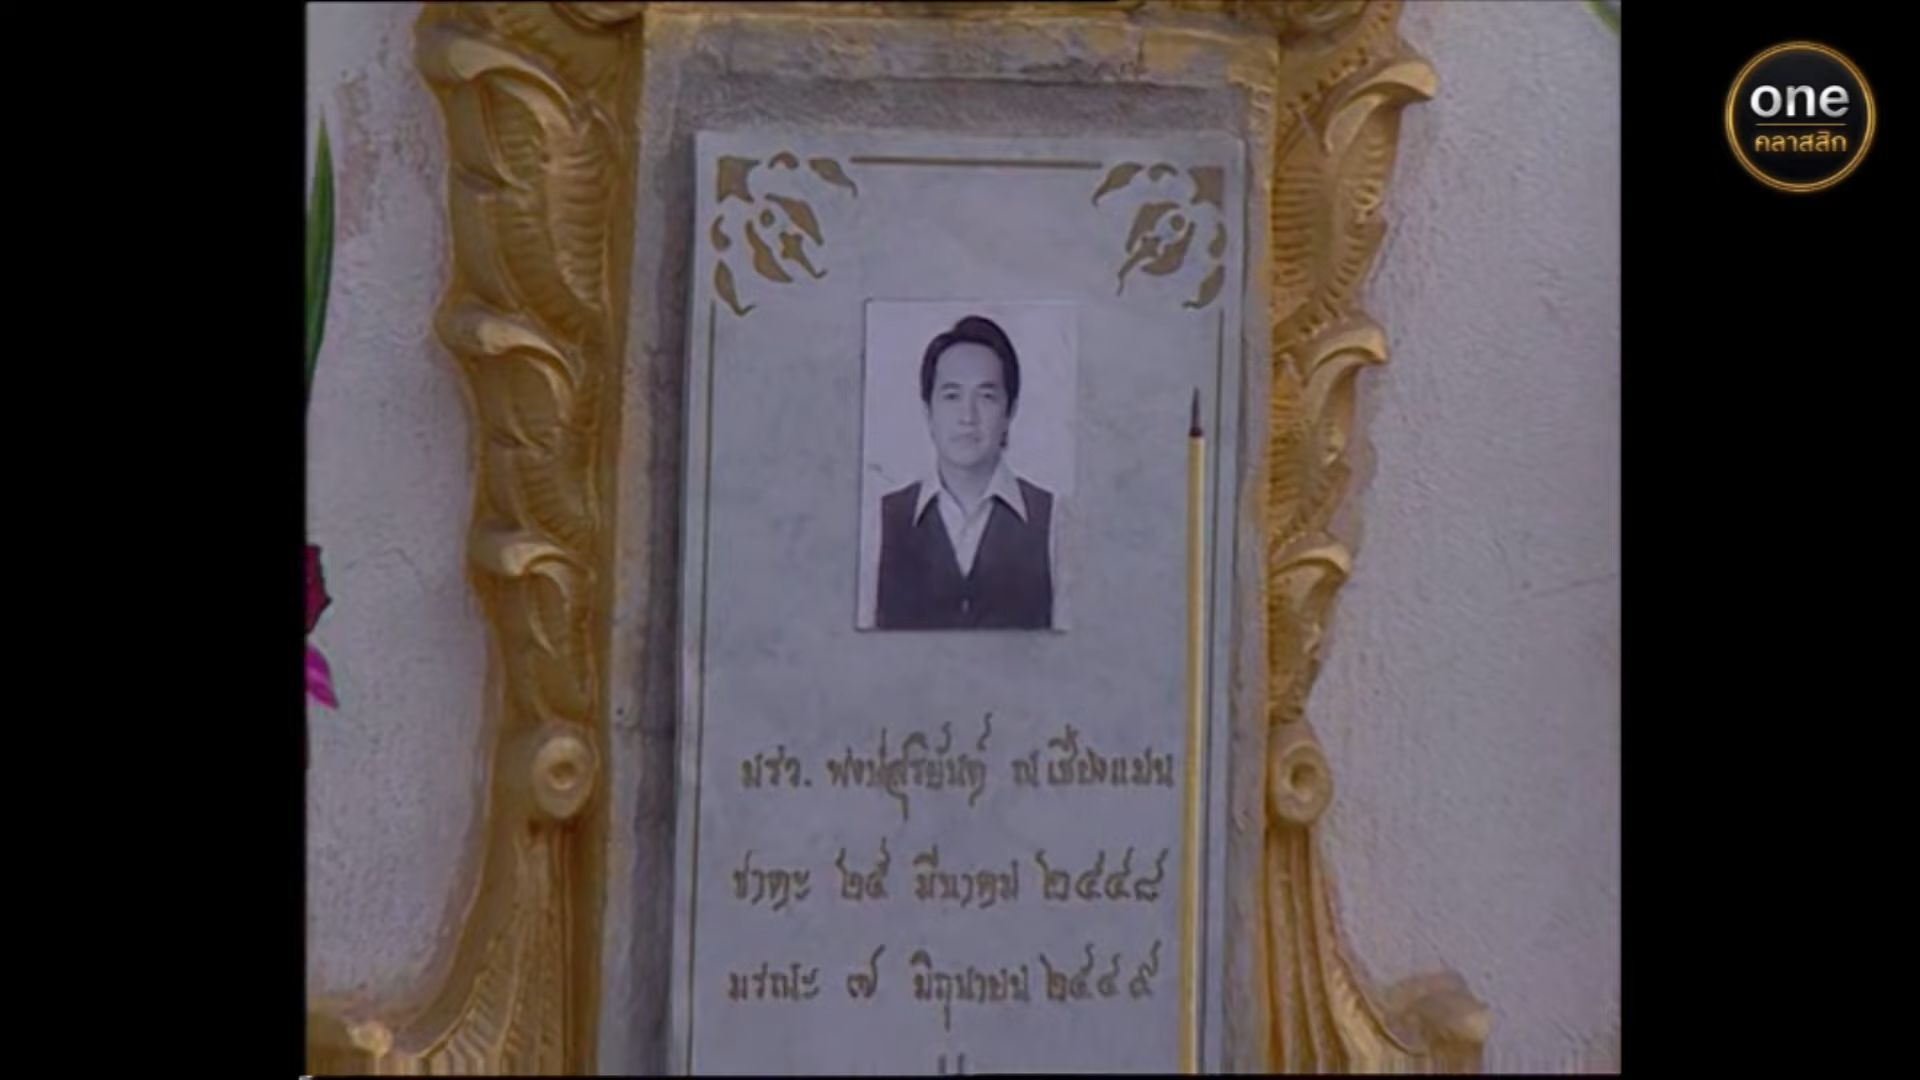 one
คลาสสิก
มรว. พงษ์สุริยันต์ ณ เชียงแมน
ชาตะ ๒๕ มีนาคม ๒๔๔๘
มรณะ ๗ มิถุนายน ๒๔๔๙